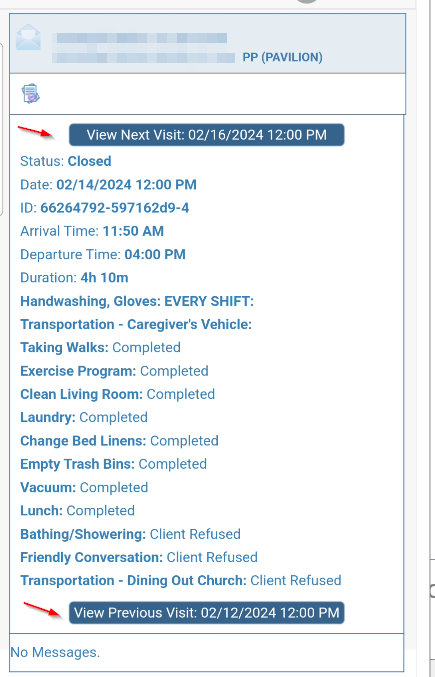 PP (PAVILION)
View Next Visit: 02/16/2024 12:00 PM
Status: Closed
Date: 02/14/2024 12:00 PM
ID: 66264792-597162d9-4
Arrival Time: 11:50 AM
Departure Time: 04:00 PM
Duration: 4h 10m
Handwashing, Gloves: EVERY SHIFT:
Transportation - Caregiver's Vehicle:
Taking Walks: Completed
Exercise Program: Completed
Clean Living Room: Completed
Laundry: Completed
Change Bed Linens: Completed
Empty Trash Bins: Completed
Vacuum: Completed
Lunch: Completed
Bathing/Showering: Client Refused
Friendly Conversation: Client Refused
Transportation - Dining Out Church: Client Refused
View Previous Visit: 02/12/2024 12:00 PM
No Messages.